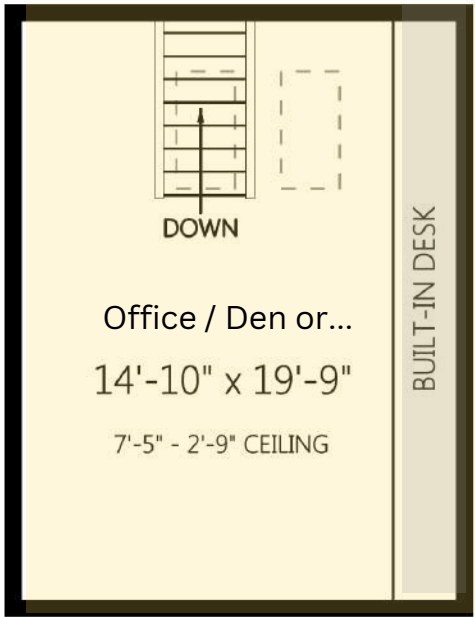 DOWN
Office / Den or...
14'-10" x 19'-9"
7'-5" - 2'-9" CEILING
BUILT-IN DESK